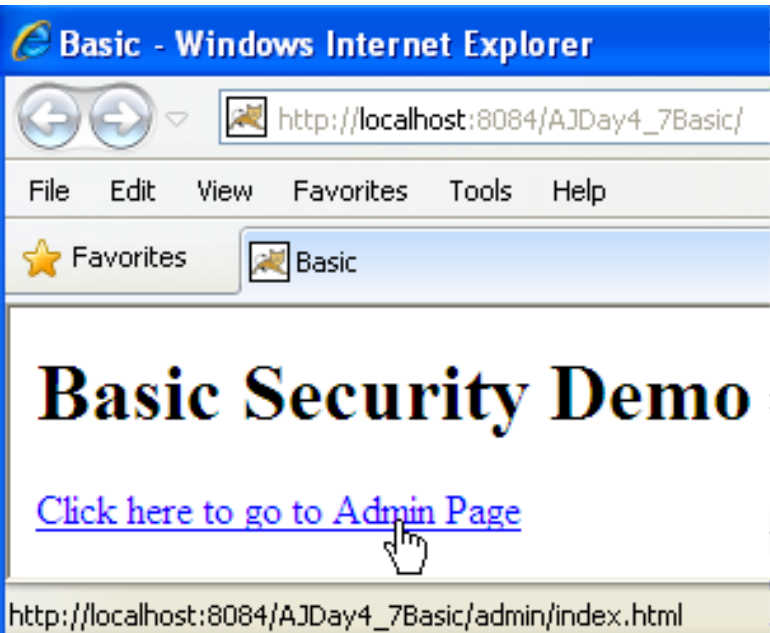 Basic - Windows Internet Explorer
http://localhost:8084/AJDay4_7Basic/
File Edit View Favorites Tools Help
Favorites Basic
Basic Security Demo
Click here to go to Admin Page
http://localhost:8084/AJDay4_7Basic/admin/index.html